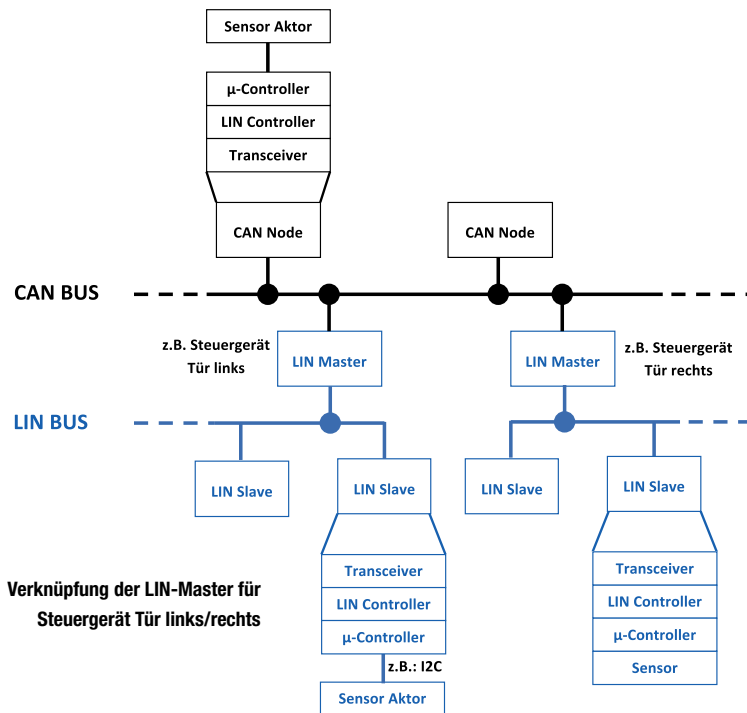 Sensor Aktor
µ-Controller
LIN Controller
Transceiver
CAN Node
CAN Node
CAN BUS
z.B. Steuergerät
Tür links
LIN Master
LIN Master
z.B. Steuergerät
Tür rechts
LIN BUS
LIN Slave
LIN Slave
LIN Slave
LIN Slave
Verknüpfung der LIN-Master für
Steuergerät Tür links/rechts
Transceiver
LIN Controller
µ-Controller
z.B.: I2C
Sensor Aktor
Transceiver
LIN Controller
µ-Controller
Sensor